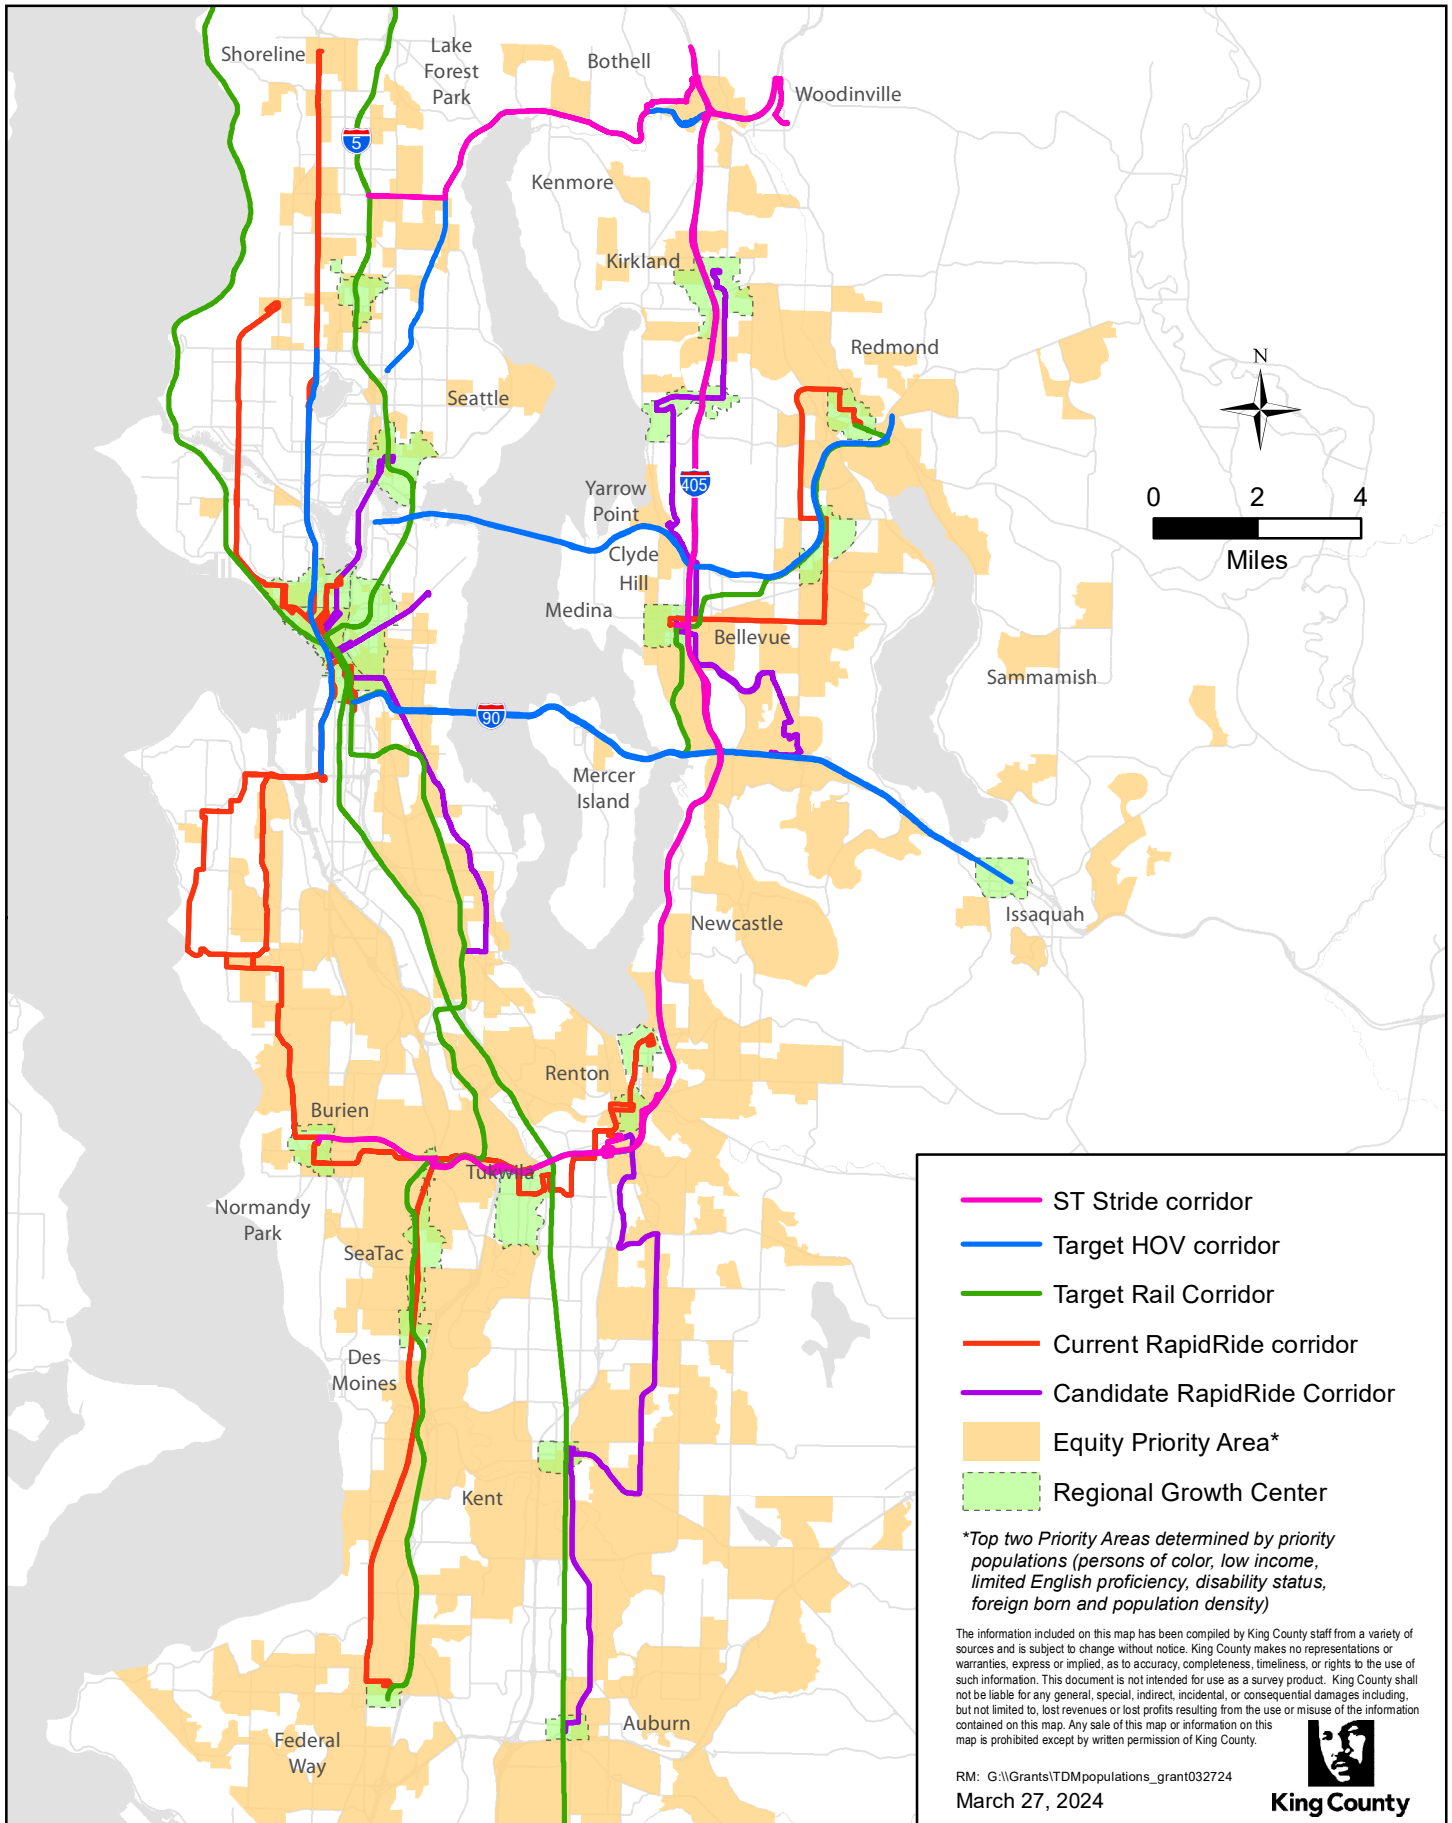 Shoreline
Lake
Forest
Park
Bothell
Woodinville
5
Kenmore
Kirkland
Redmond
N
Seattle
Yarrow
Point
405
0 2 4
Miles
Clyde
Hill
Medina
Bellevue
Sammamish
90
Mercer
Island
Newcastle
Issaquah
Renton
Burien
Tukwila
Normandy
Park
SeaTac
Des
Moines
Kent
Auburn
Federal
Way
ST Stride corridor
Target HOV corridor
Target Rail Corridor
Current RapidRide corridor
Candidate RapidRide Corridor
Equity Priority Area*
Regional Growth Center
*Top two Priority Areas determined by priority
populations (persons of color, low income,
limited English proficiency, disability status,
foreign born and population density)
The information included on this map has been compiled by King County staff from a variety of
sources and is subject to change without notice. King County makes no representations or
warranties, express or implied, as to accuracy, completeness, timeliness, or rights to the use of
such information. This document is not intended for use as a survey product. King County shall
not be liable for any general, special, indirect, incidental, or consequential damages including,
but not limited to, lost revenues or lost profits resulting from the use or misuse of the information
contained on this map. Any sale of this map or information on this
map is prohibited except by written permission of King County.
RM: G:\\Grants\TDMpopulations_grant032724
March 27, 2024
King County